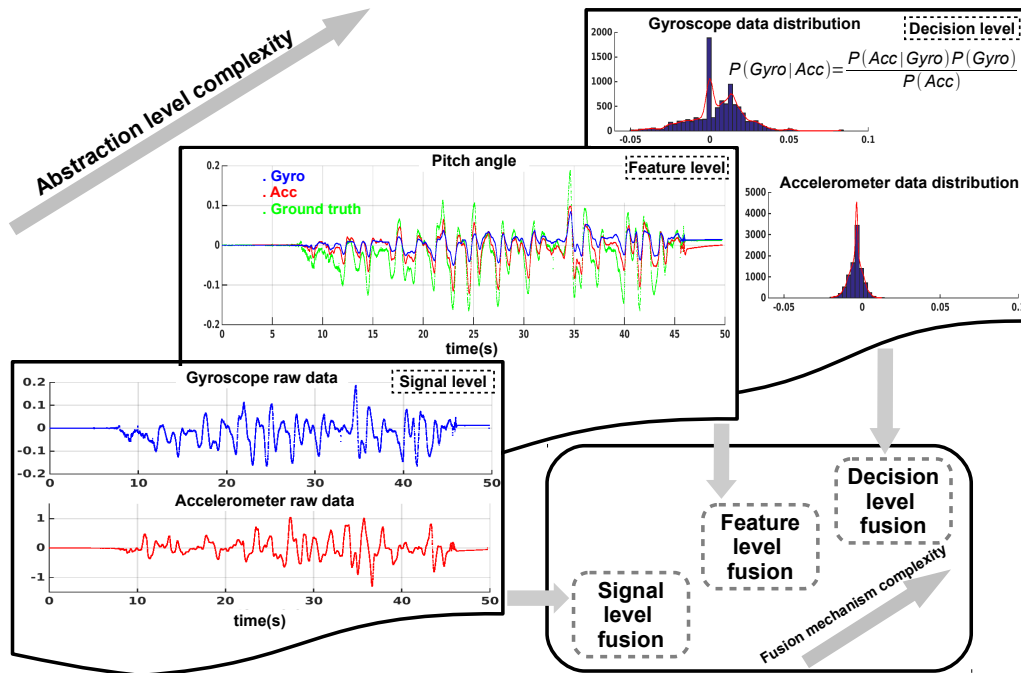 Abstraction level complexity
Gyroscope data distribution
Decision level
2000
1500
1000
500
0
P(Gyro|Acc)=P(Acc|Gyro)P(Gyro)
P(Acc)
-0.05 0 0.05 0.1
Accelerometer data distribution
5000
4000
3000
2000
1000
0
-0.05 0 0.05 0.1
Pitch angle
Feature level
. Gyro
. Acc
. Ground truth
0.2
0.1
0
-0.1
-0.2
0 5 10 15 20 25 30 35 40 45 50
time(s)
Gyroscope raw data
Signal level
0.2
0.1
0
-0.1
-0.2
0 10 20 30 40 50
Accelerometer raw data
1
0
-1
0 10 20 30 40 50
time(s)
Signal
level
fusion
Feature
level
fusion
Decision
level
fusion
Fusion mechanism complexity